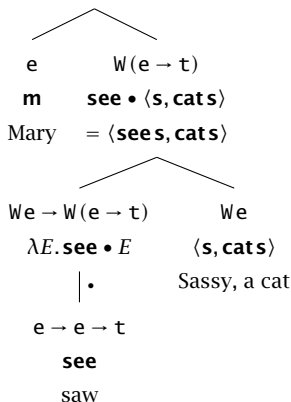 e W(e → t)
m see • ⟨s, cats⟩
Mary = ⟨see s, cats⟩
We → W(e → t) We
λE. see • E ⟨s, cats⟩
• Sassy, a cat
e → e → t
see
saw